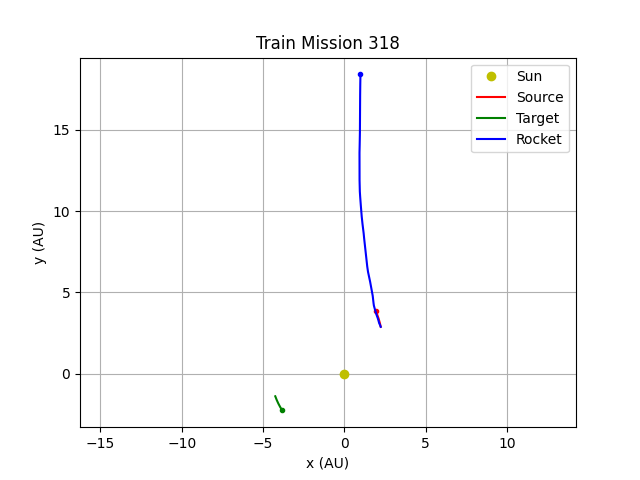 Train Mission 318
Sun
Source
Target
Rocket
15
10
5
0
y (AU)
−15
−10
−5
0
5
10
x (AU)